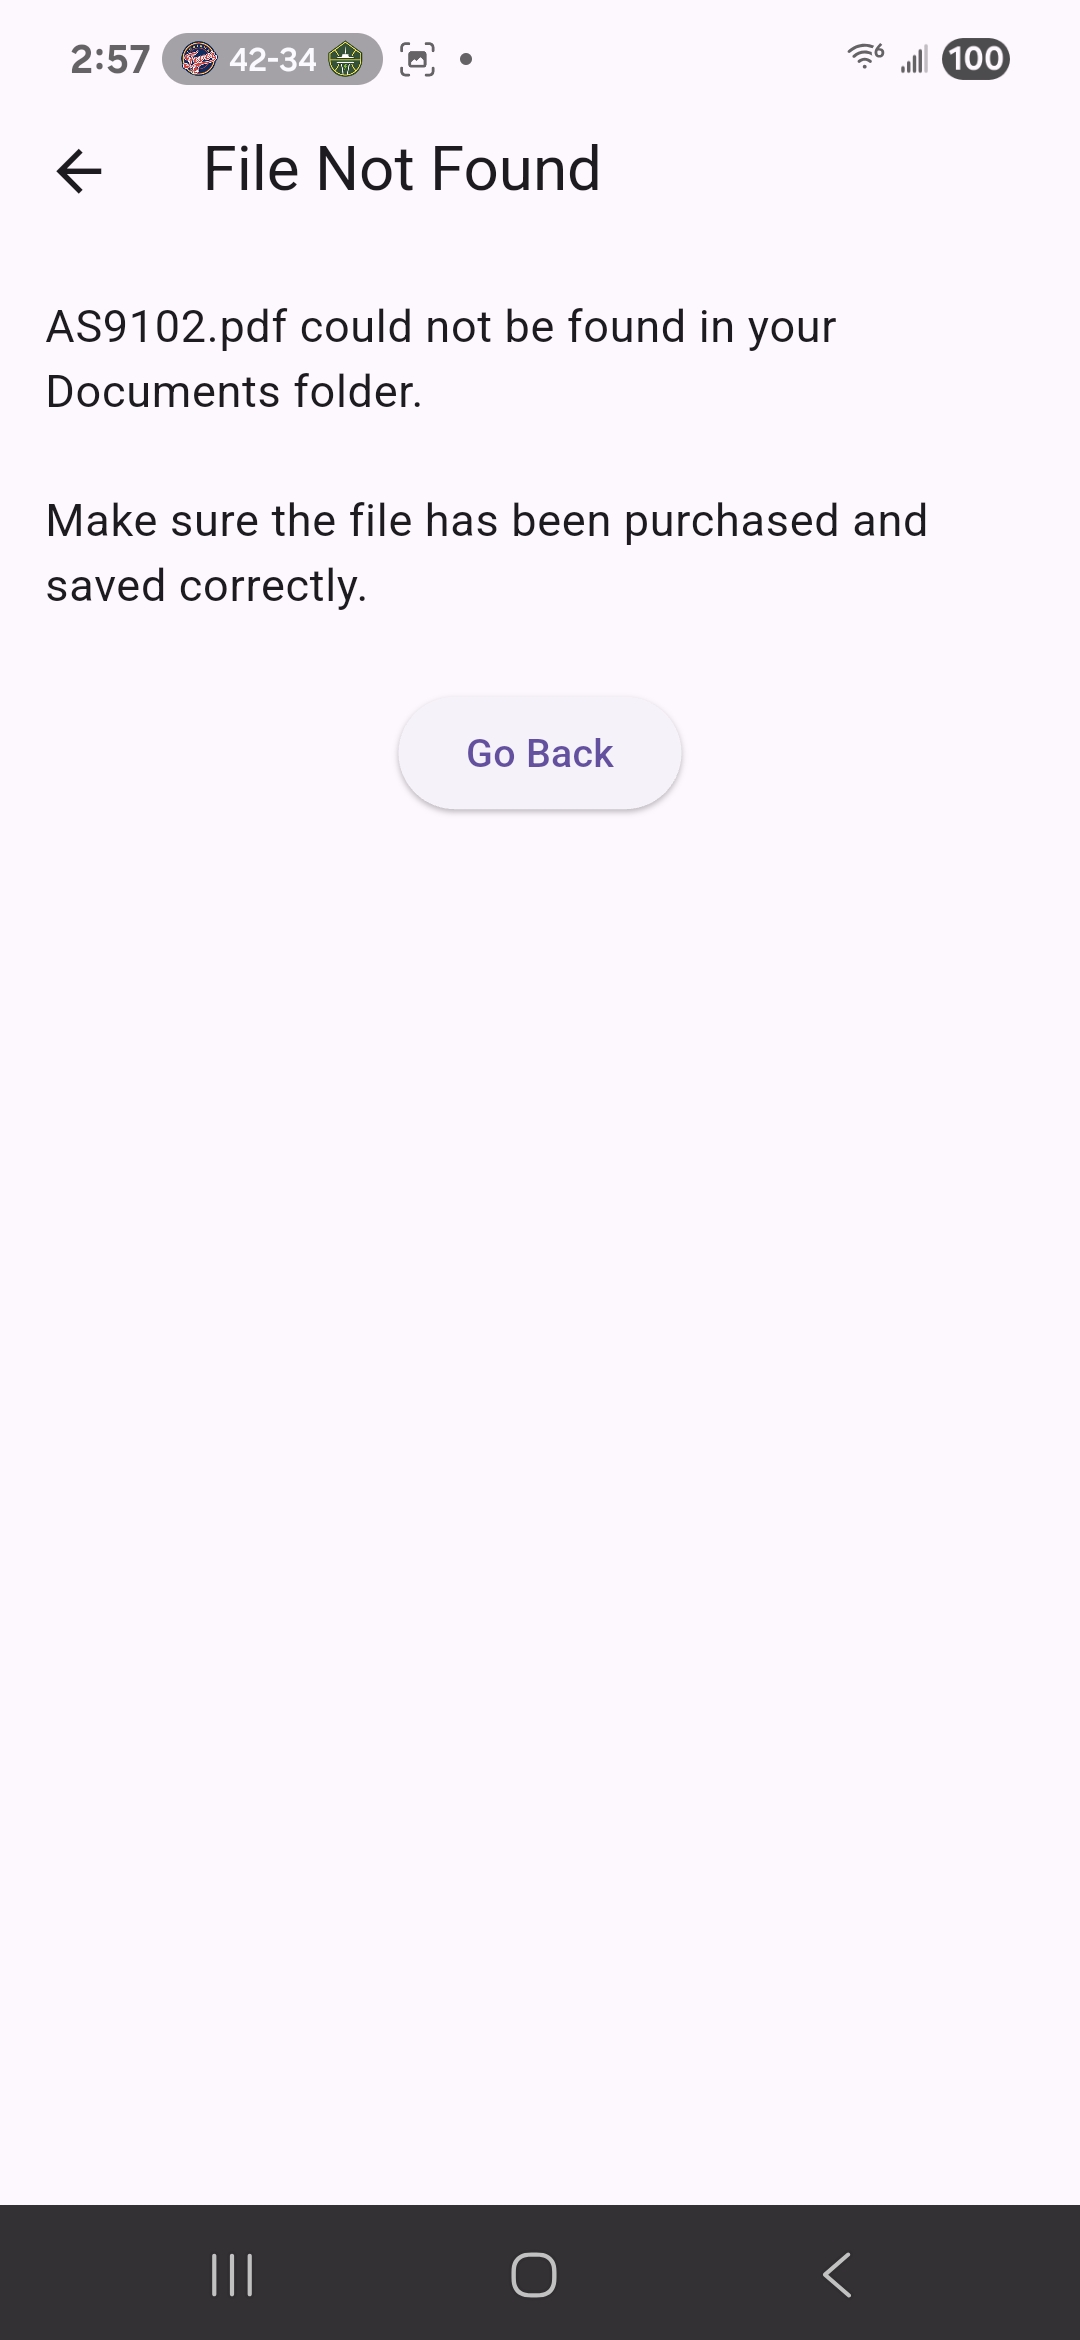 2:57 42-34 6 100
File Not Found
AS9102.pdf could not be found in your
Documents folder.
Make sure the file has been purchased and
saved correctly.
Go Back